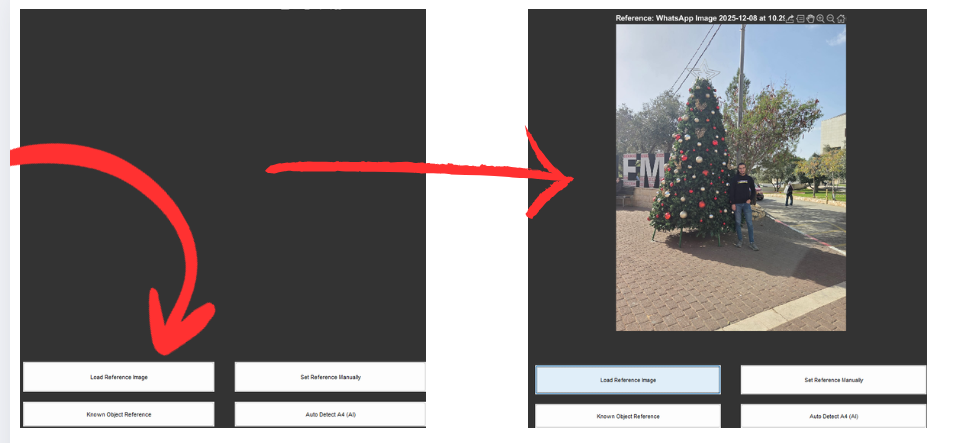 Load Reference Image
Set Reference Manually
Known Object Reference
Auto Detect A4 (AI)
Reference: WhatsApp Image 2025-12-08 at 10.2
EM
Load Reference Image
Set Reference Manually
Known Object Reference
Auto Detect A4 (AI)